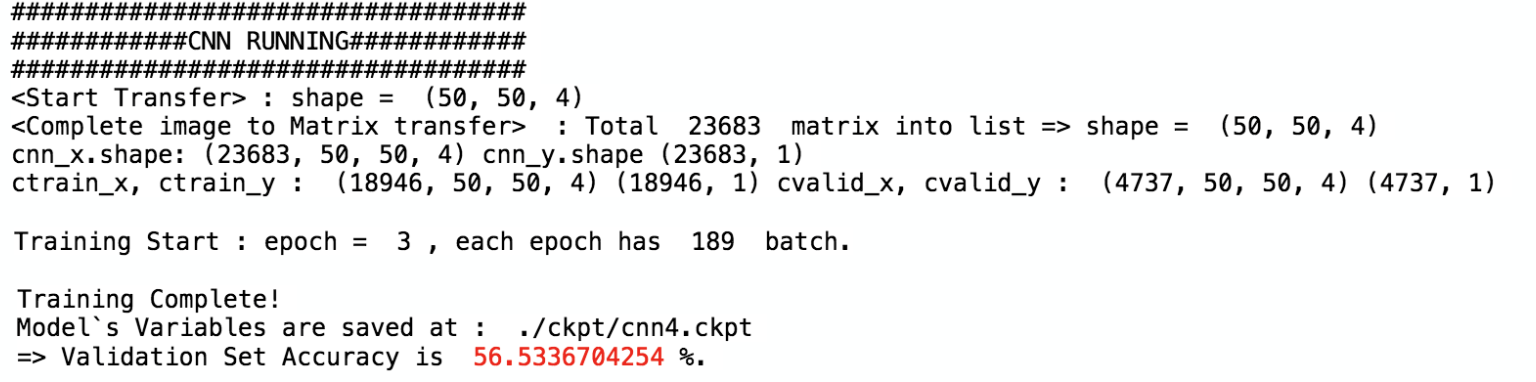 ###################################
############CNN RUNNING############
###################################
<Start Transfer> : shape =  (50, 50, 4)
<Complete image to Matrix transfer>  : Total  23683  matrix into list => shape =  (50, 50, 4)
cnn_x.shape: (23683, 50, 50, 4) cnn_y.shape (23683, 1)
ctrain_x, ctrain_y :  (18946, 50, 50, 4) (18946, 1) cvalid_x, cvalid_y :  (4737, 50, 50, 4) (4737, 1)
Training Start : epoch =  3 , each epoch has  189  batch.
Training Complete!
Model`s Variables are saved at :  ./ckpt/cnn4.ckpt
=> Validation Set Accuracy is  56.5336704254 %.